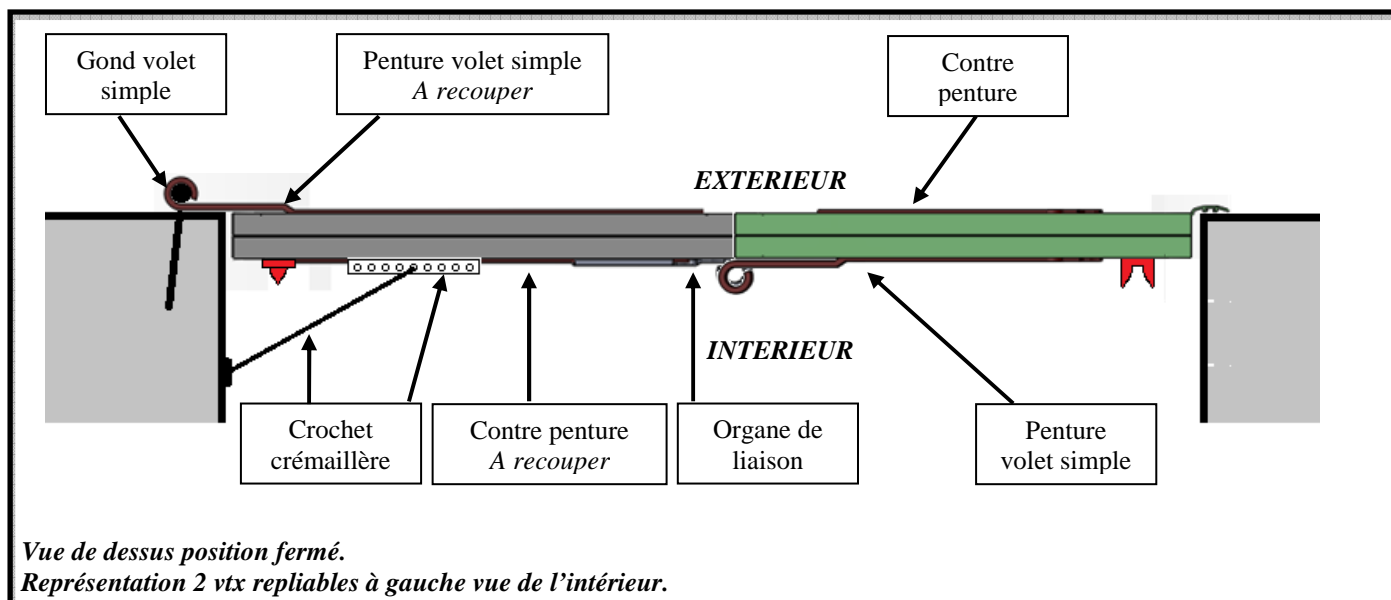 Gond volet
simple
Penture volet simple
A recouper
Contre
penture
EXTERIEUR
INTERIEUR
Crochet
crémaillère
Contre penture
A recouper
Organe de
liaison
Penture
volet simple
Vue de dessus position fermé.
Représentation 2 vtx repliables à gauche vue de l'intérieur.